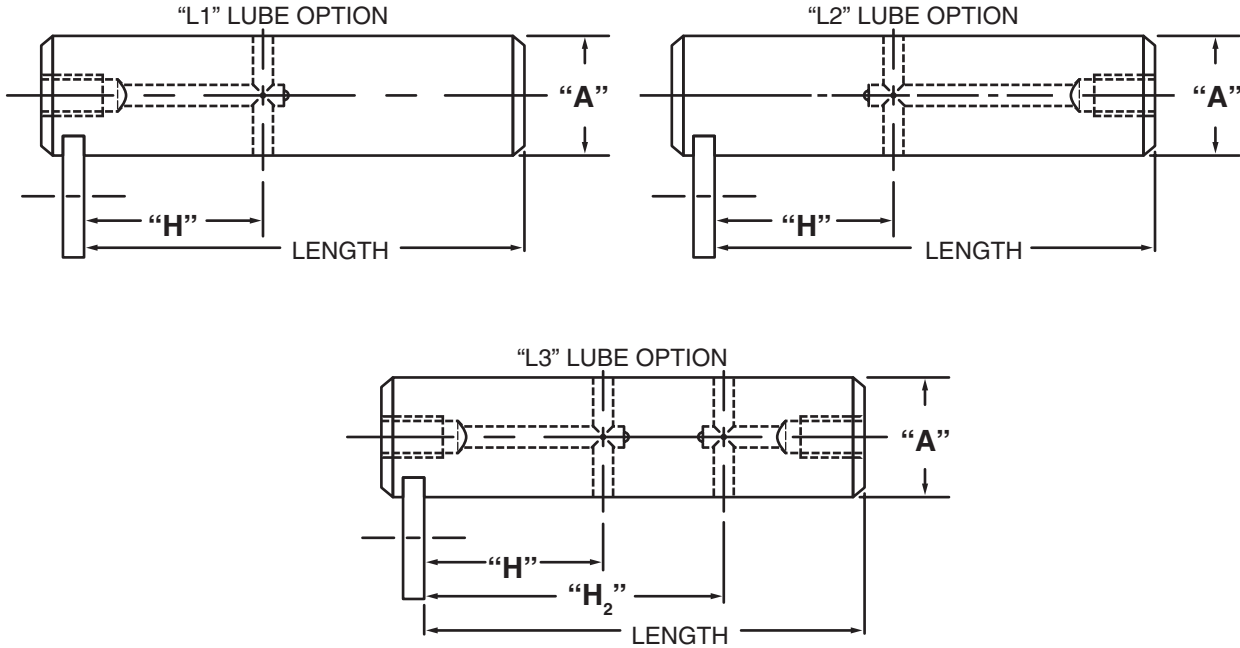 “L1” LUBE OPTION
“A”
“H”
LENGTH
“L2” LUBE OPTION
“A”
“H”
LENGTH
“L3” LUBE OPTION
“A”
“H”
“H₂”
LENGTH